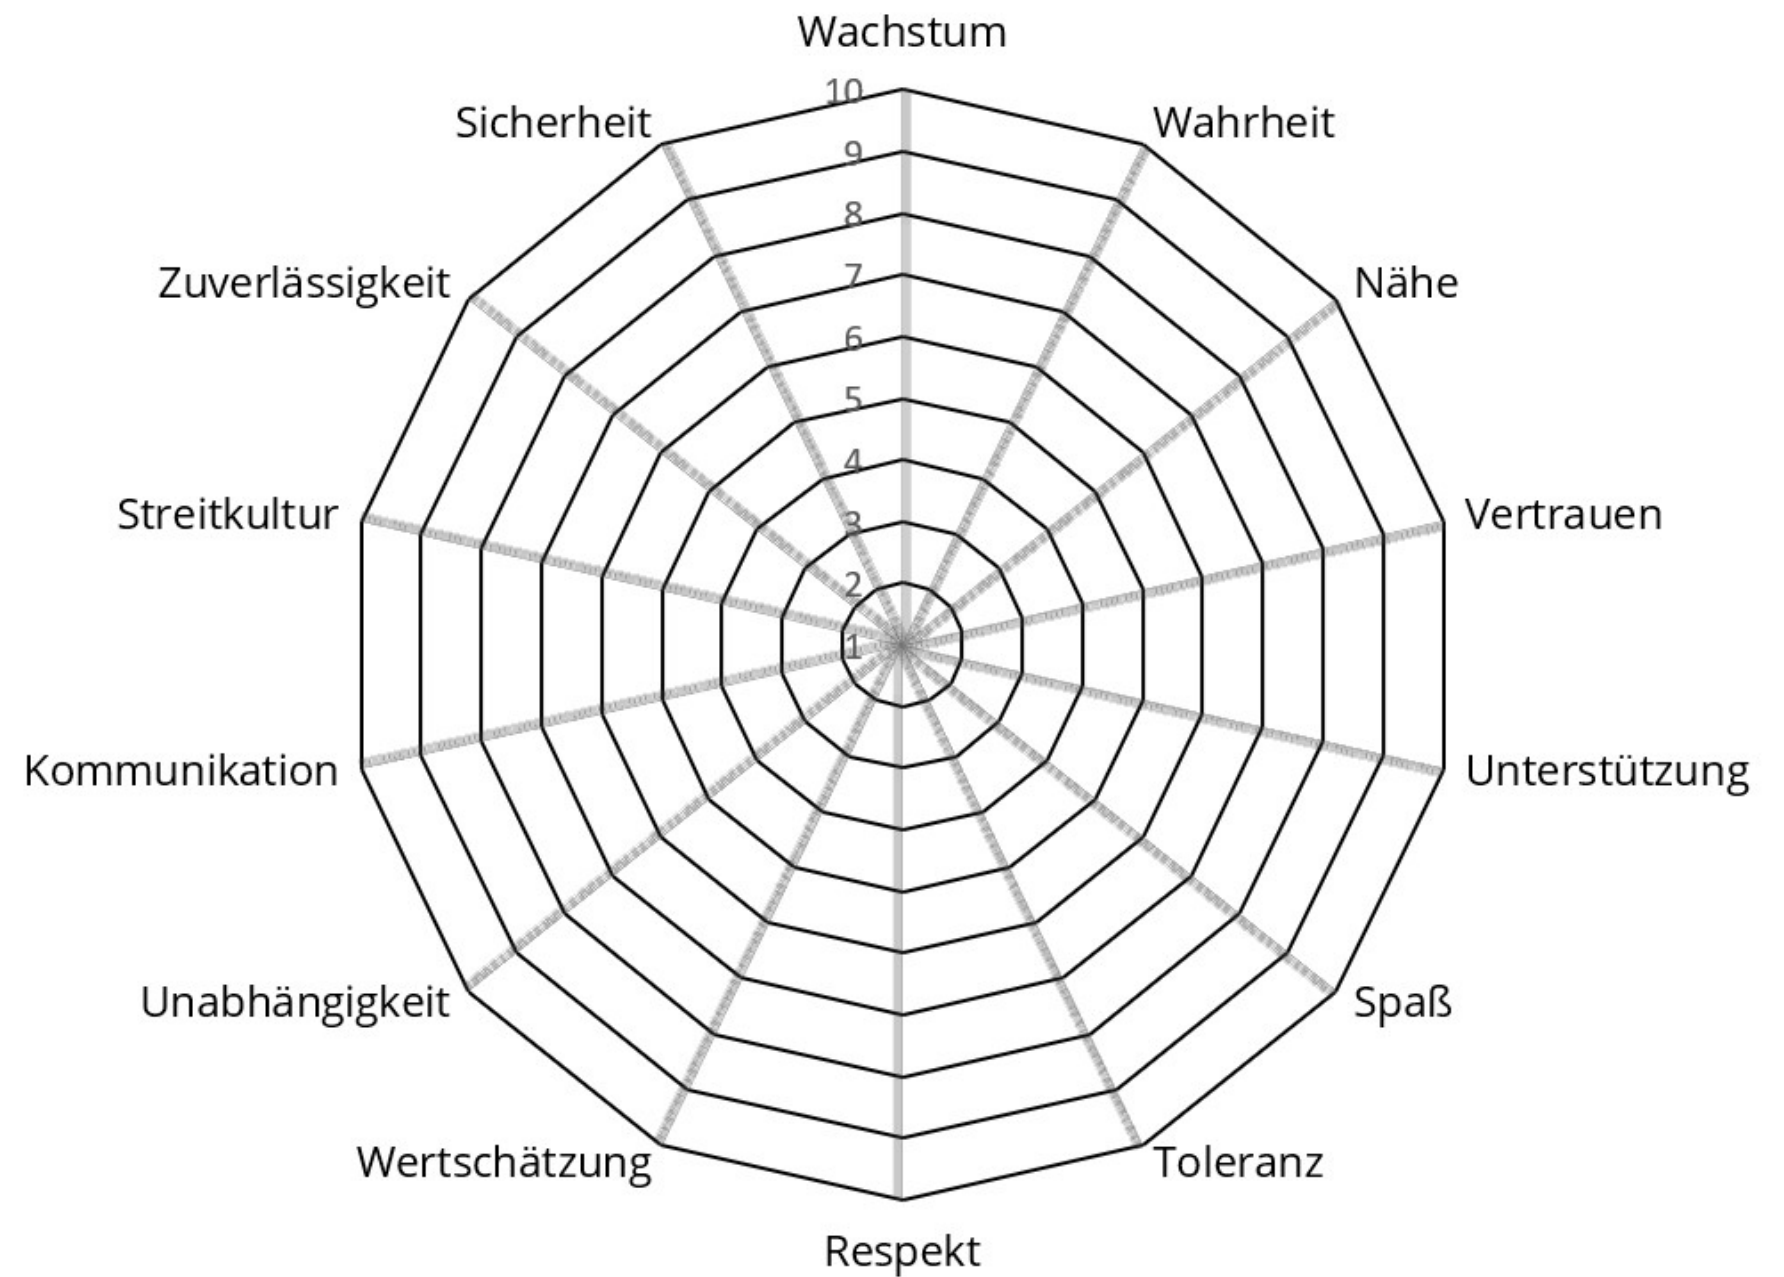 Wachstum
10
Sicherheit
Wahrheit
9
8
Zuverlässigkeit
7
Nähe
6
5
4
Streitkultur
3
Vertrauen
2
1
Kommunikation
Unterstützung
Unabhängigkeit
Spaß
Wertschätzung
Toleranz
Respekt